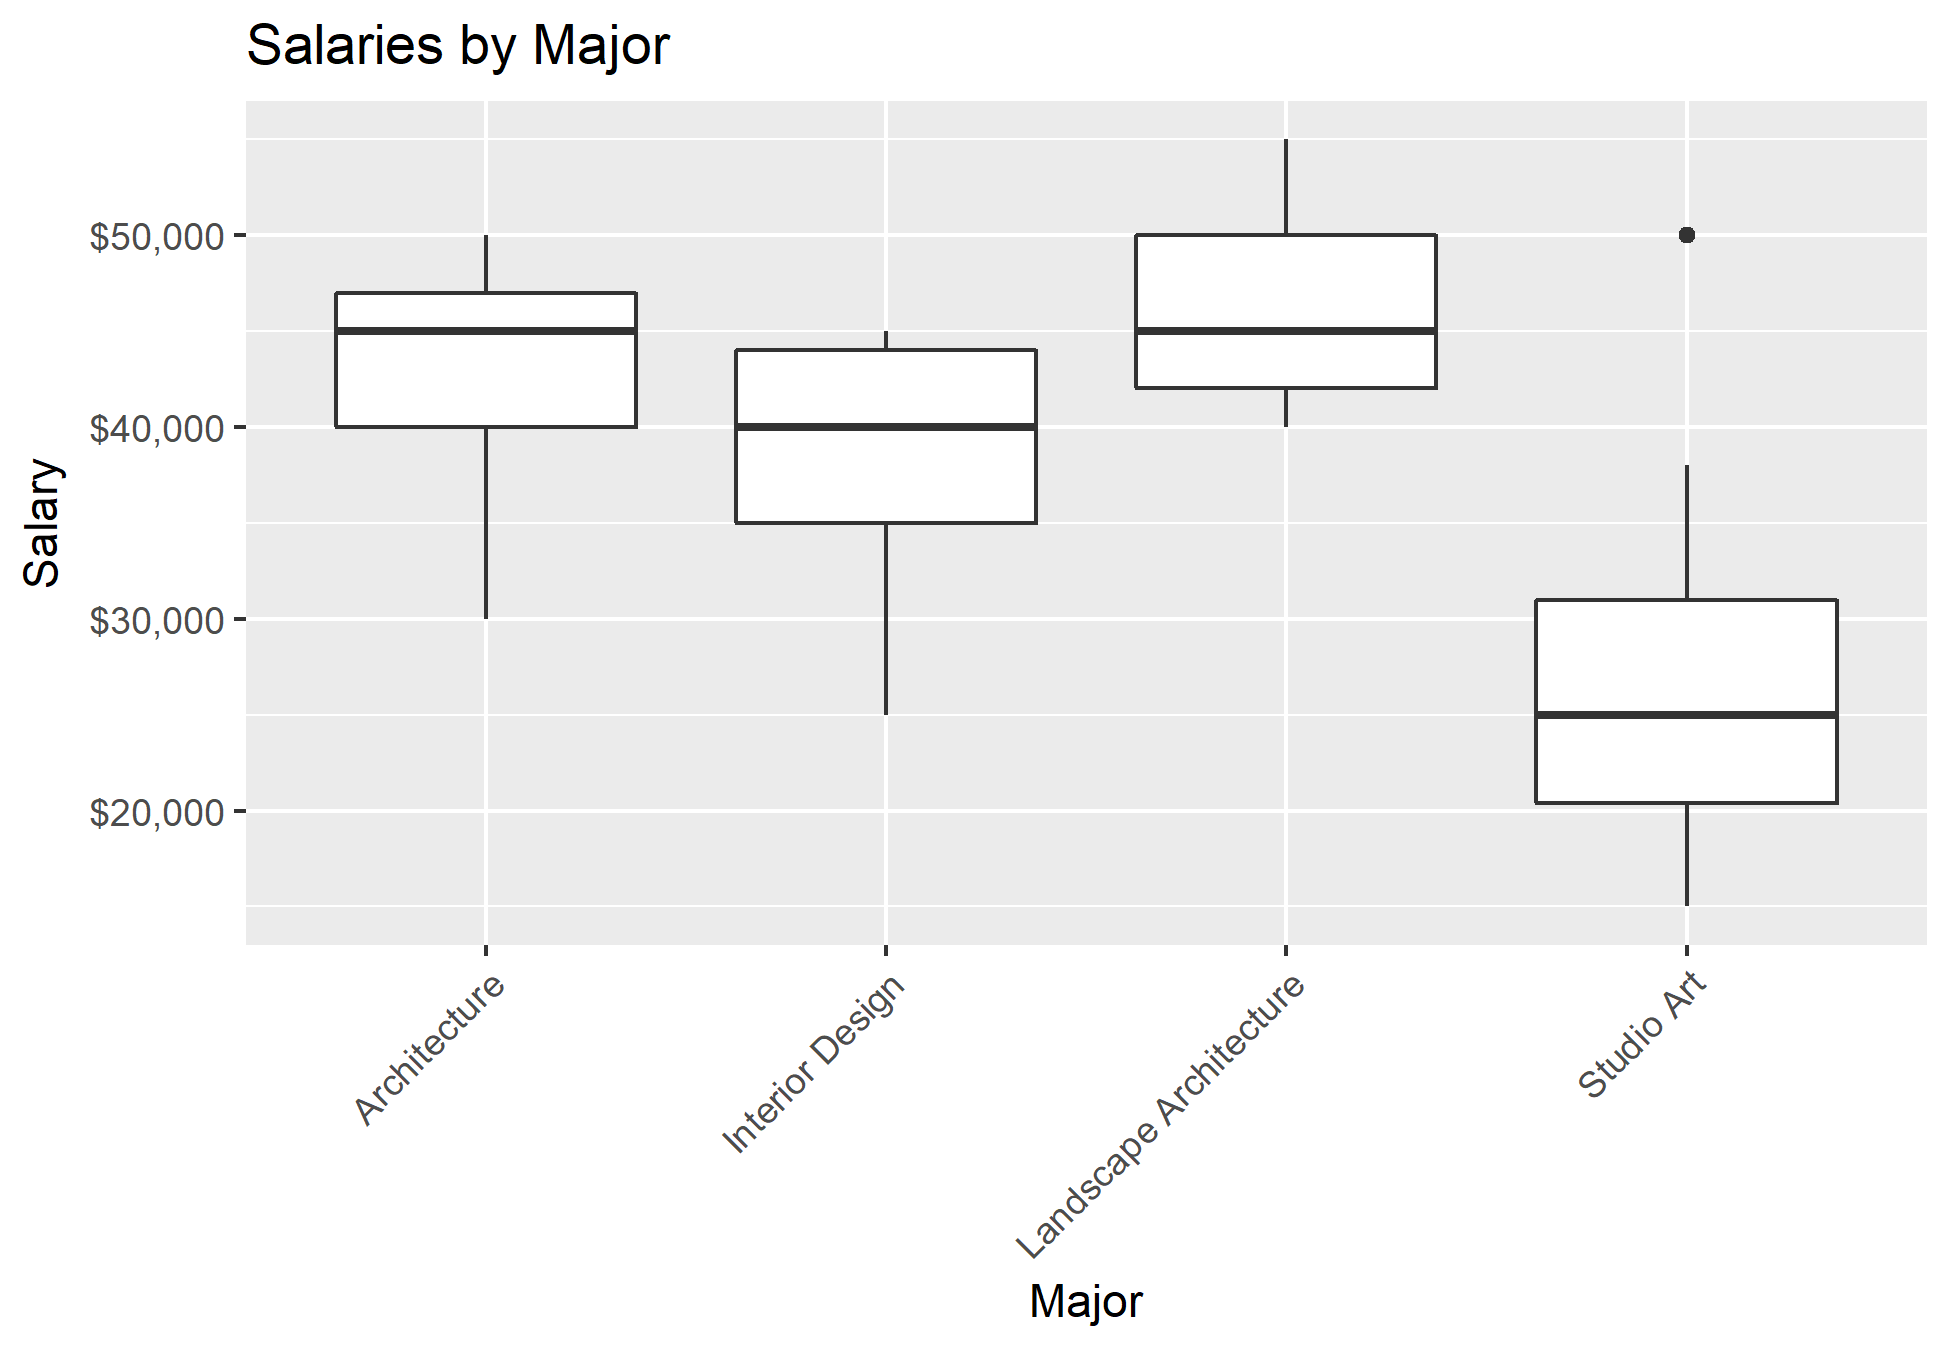 Salaries by Major
Salary
$50,000
$40,000
$30,000
$20,000
Architecture
Interior Design
Landscape Architecture
Studio Art
Major